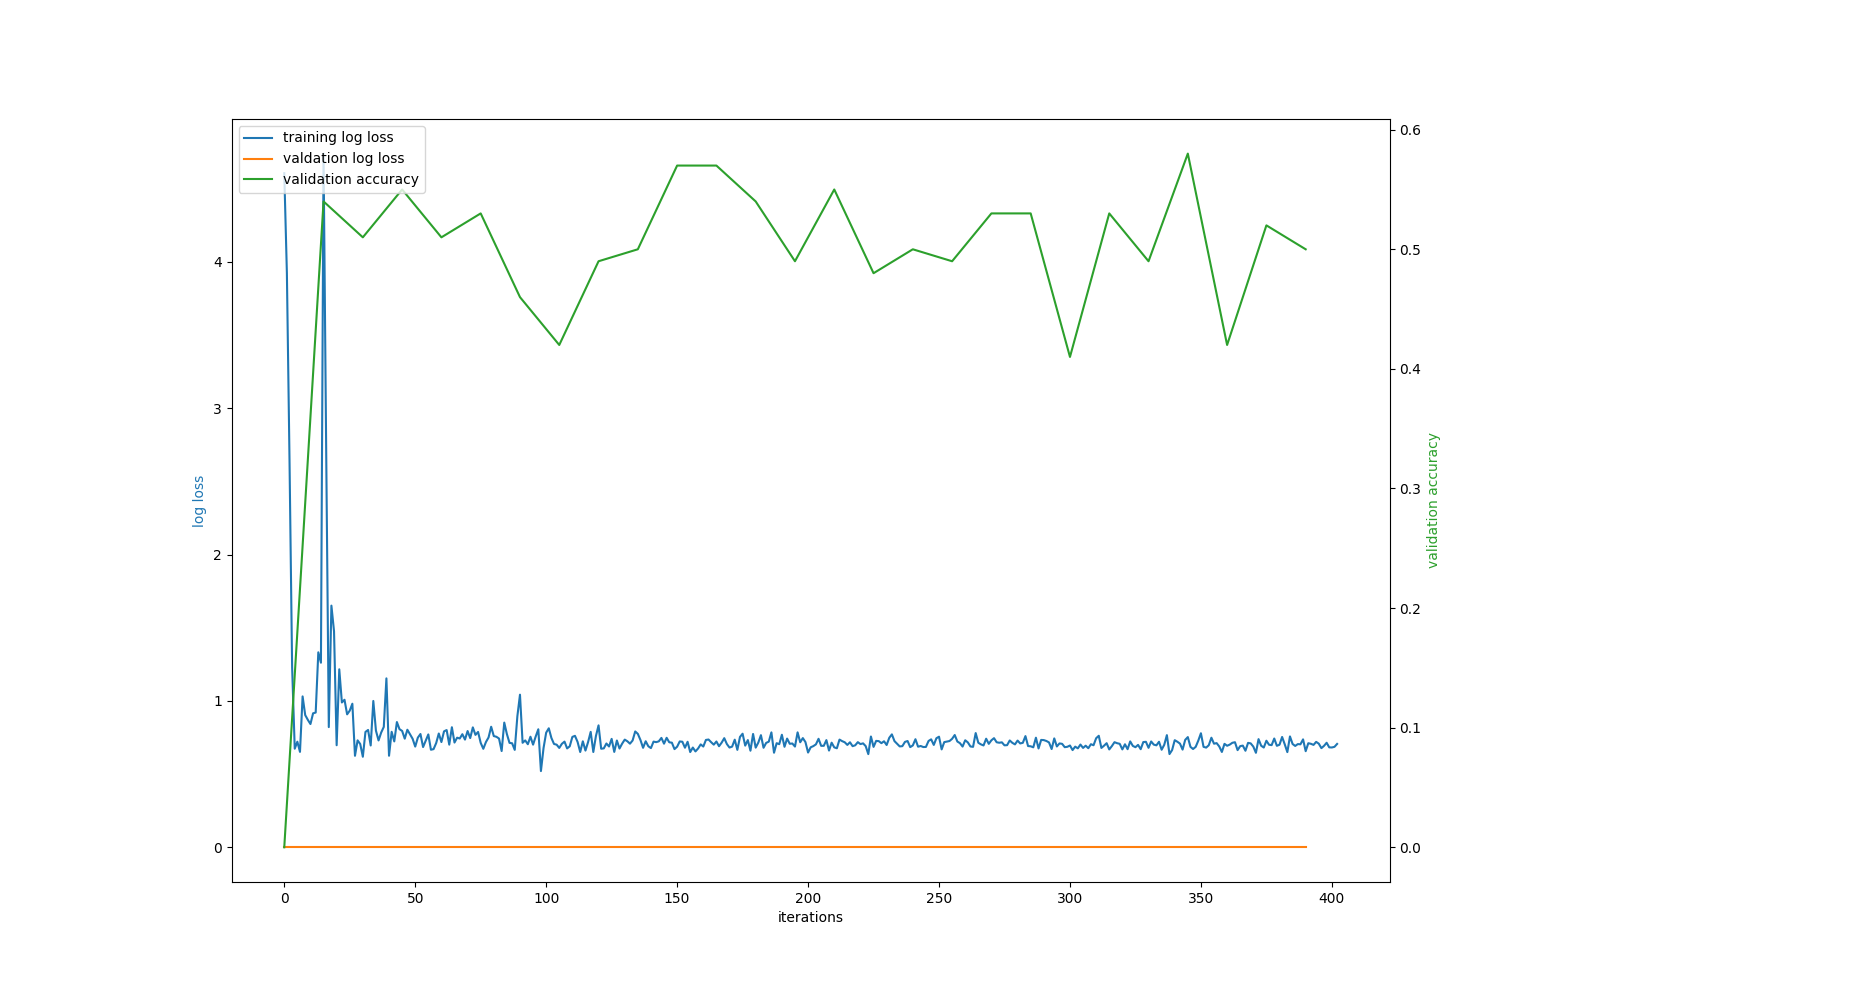 training log loss
valdation log loss
validation accuracy
0.6
0.5
4
0.4
3
log loss
validation accuracy
0.3
2
0.2
1
0.1
0
0.0
0 50 100 150 200 250 300 350 400
iterations